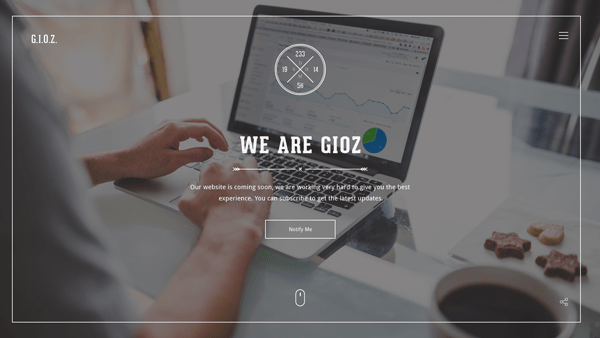 G.I.O.Z.
233
19
14
58
WE ARE GIOZ
Our website is coming soon, we are working very hard to give you the best
experience. You can subscribe to get the latest updates.
Notify Me